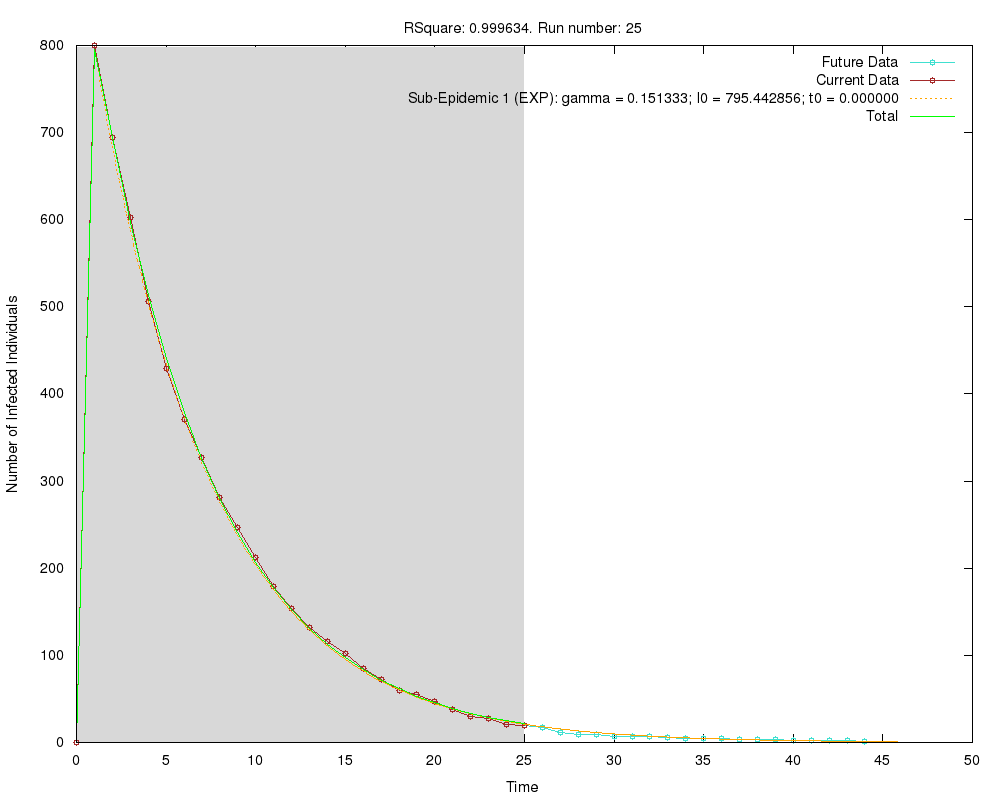 RSquare: 0.999634. Run number: 25
Future Data
Current Data
Sub-Epidemic 1 (EXP): gamma = 0.151333; I0 = 795.442856; t0 = 0.000000
Total
Number of Infected Individuals
800
700
600
500
400
300
200
100
0
0 5 10 15 20 25 30 35 40 45 50
Time